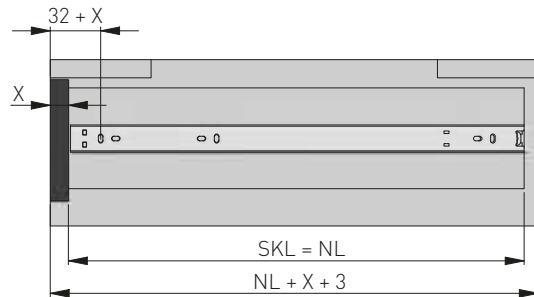 32 + X
X
SKL = NL
NL + X + 3